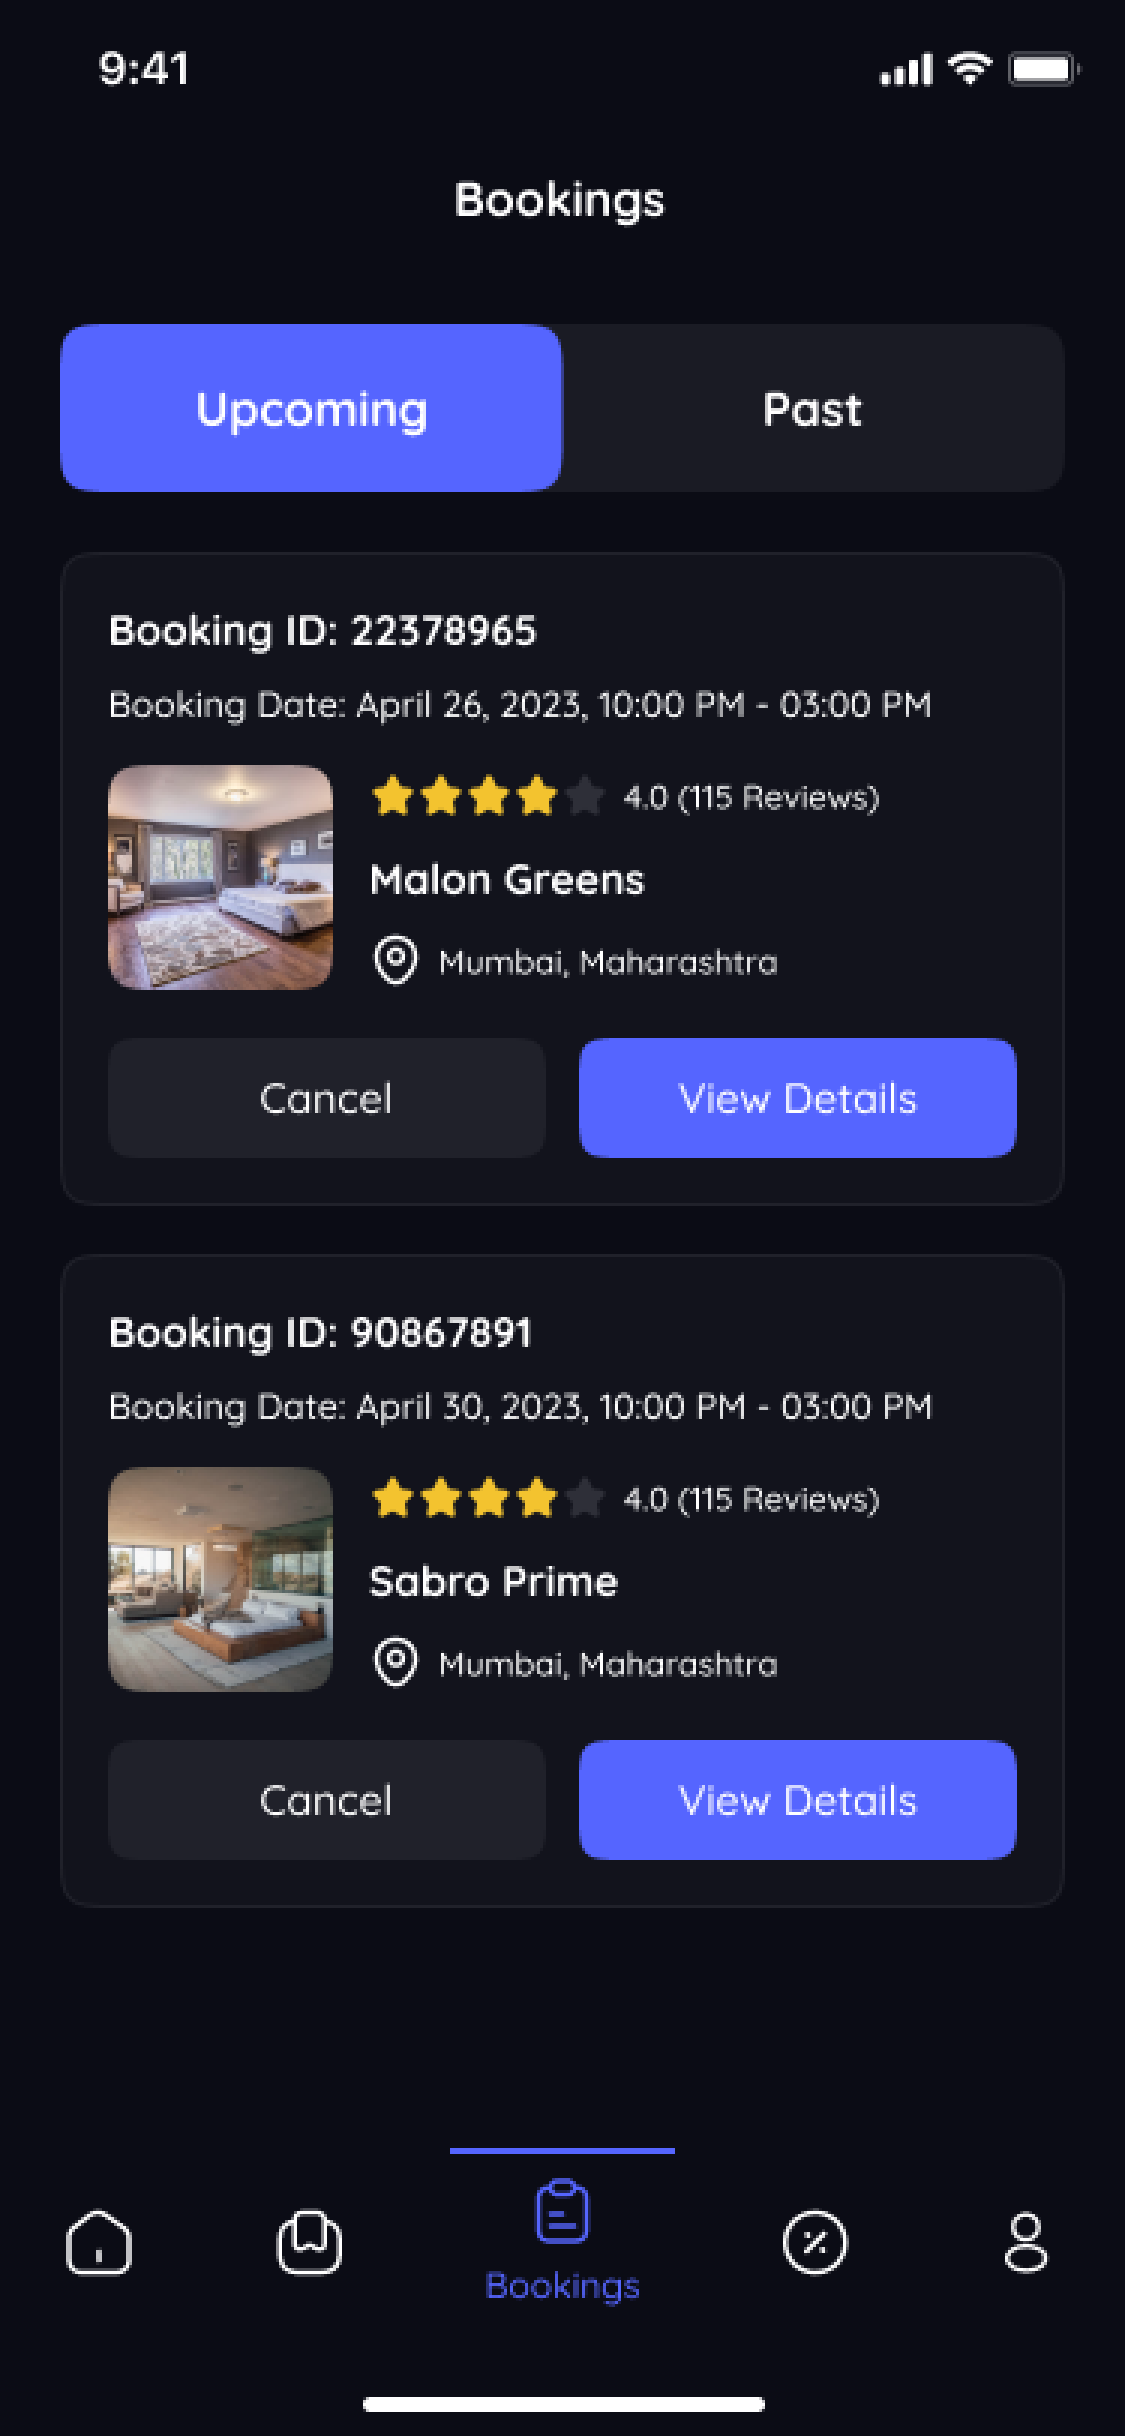 9:41
Bookings
Upcoming
Past
Booking ID: 22378965
Booking Date: April 26, 2023, 10:00 PM - 03:00 PM
4.0 (115 Reviews)
Malon Greens
Mumbai, Maharashtra
Cancel
View Details
Booking ID: 90867891
Booking Date: April 30, 2023, 10:00 PM - 03:00 PM
4.0 (115 Reviews)
Sabro Prime
Mumbai, Maharashtra
Cancel
View Details
Bookings